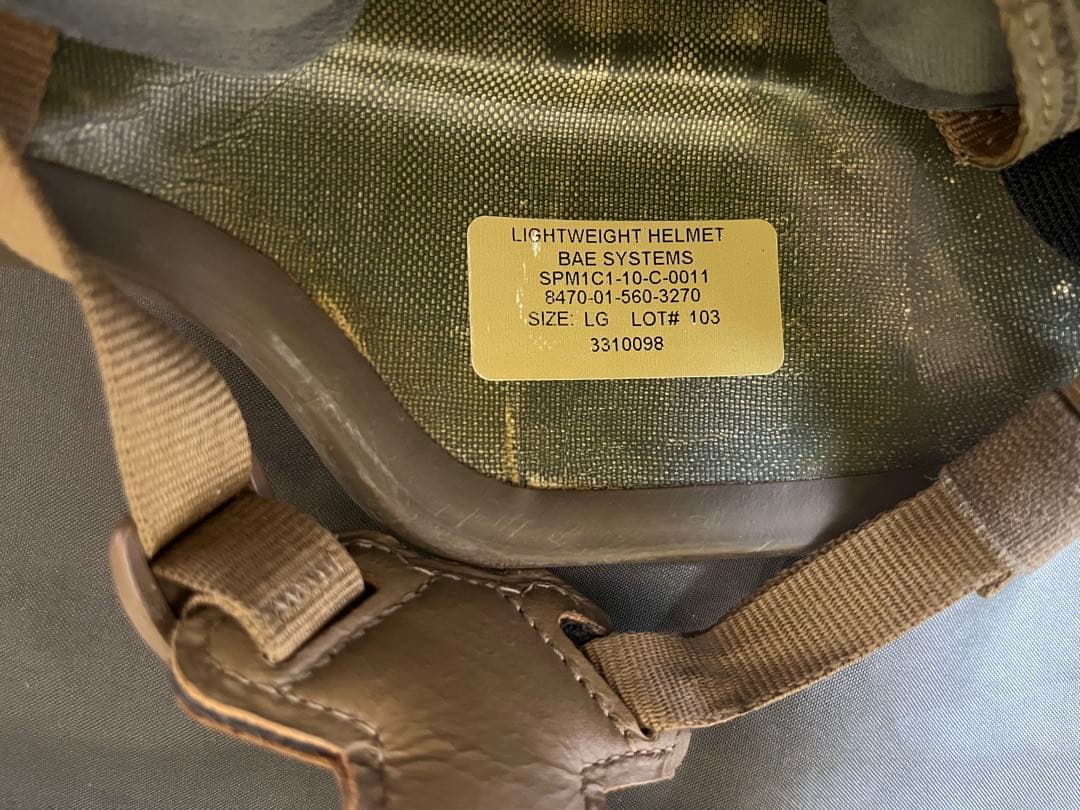 LIGHTWEIGHT HELMET
BAE SYSTEMS
SPM1C1-10-C-0011
8470-01-560-3270
SIZE: LG LOT# 103
3310098